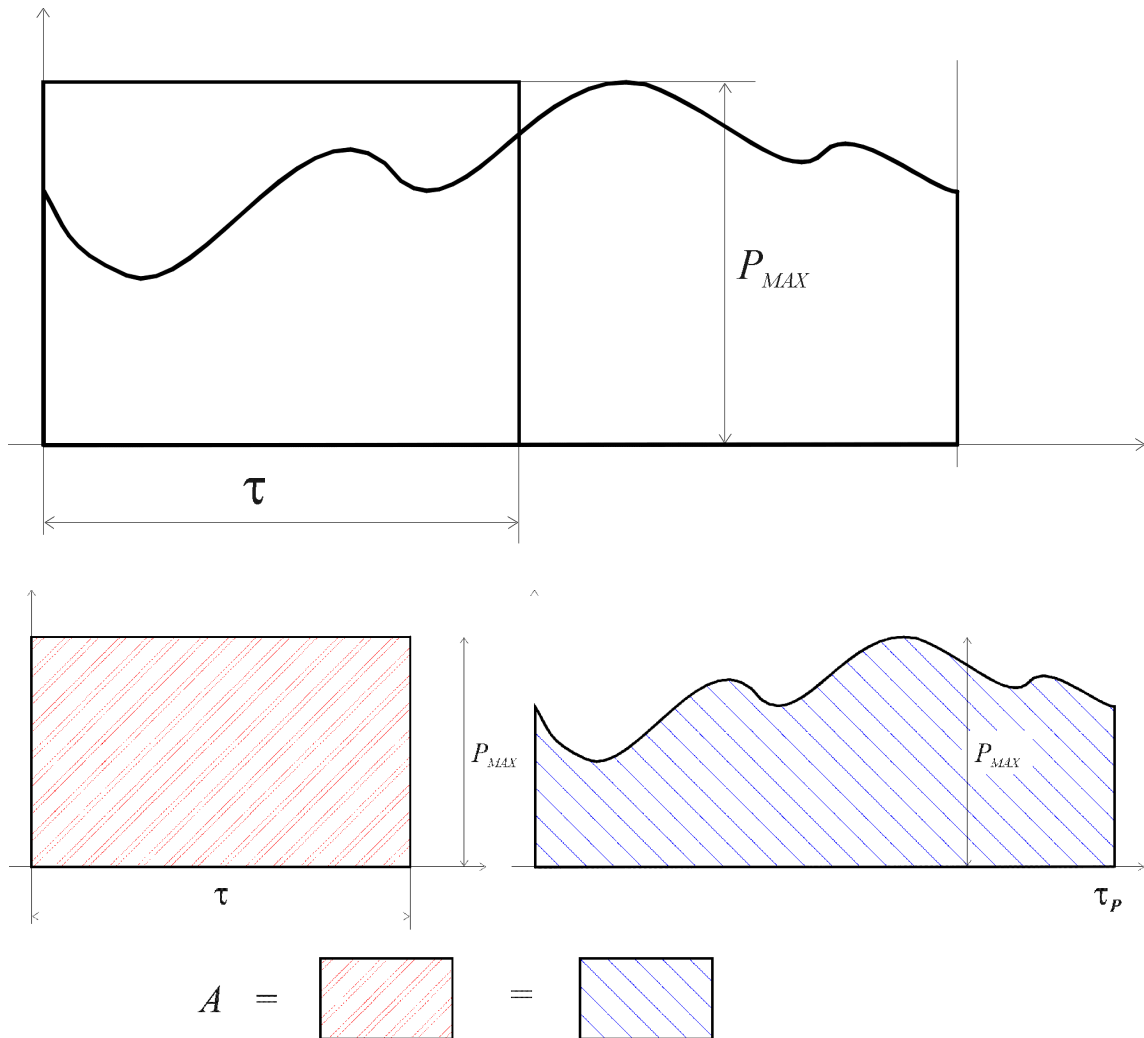 P_MAX
τ
P_MAX
P_MAX
τ
τ_P
A = =